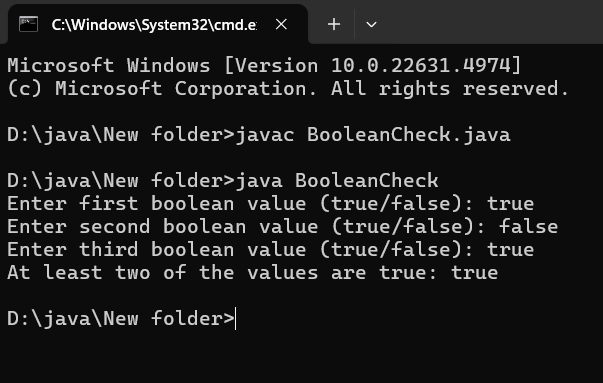 C:\Windows\System32\cmd.e
Microsoft Windows [Version 10.0.22631.4974]
(c) Microsoft Corporation. All rights reserved.
D:\java\New folder>javac BooleanCheck.java
D:\java\New folder>java BooleanCheck
Enter first boolean value (true/false): true
Enter second boolean value (true/false): false
Enter third boolean value (true/false): true
At least two of the values are true: true
D:\java\New folder>